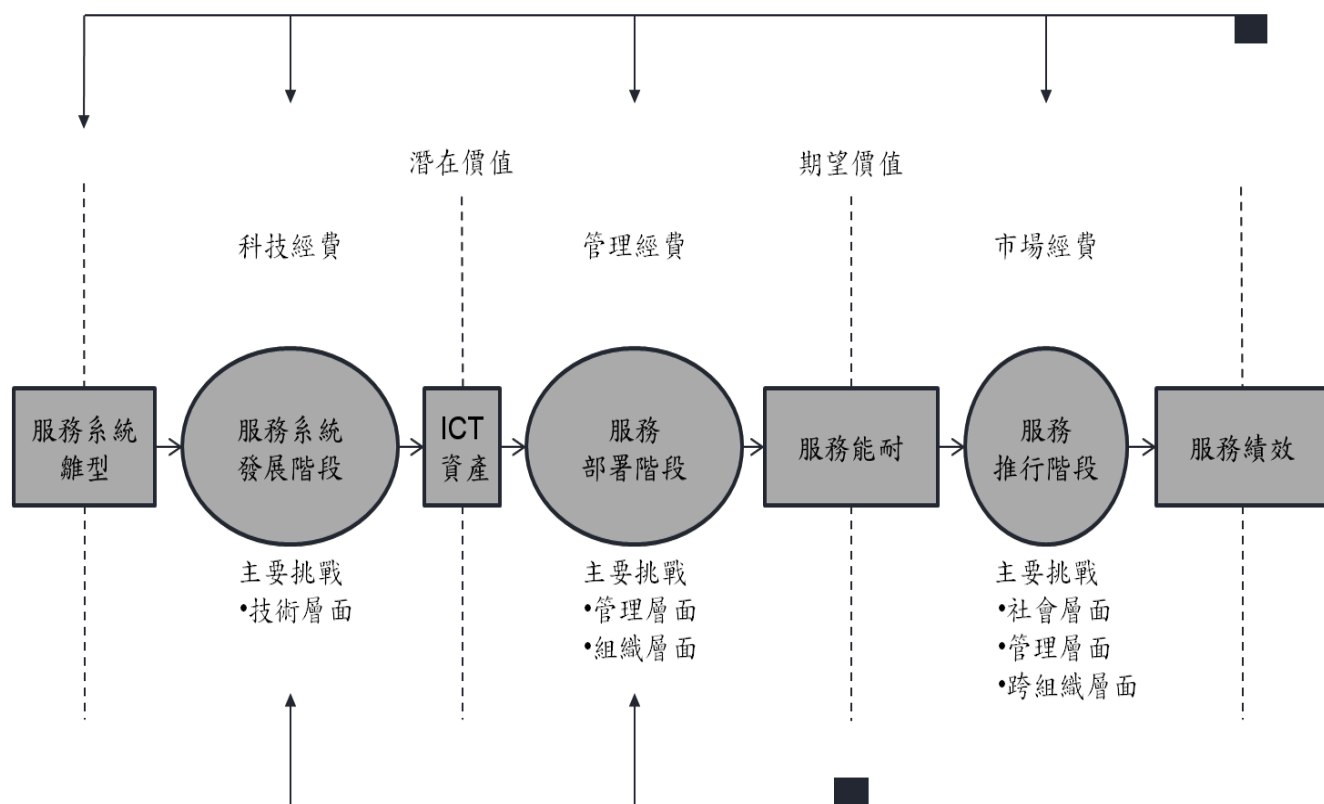 潛在價值
期望價值
科技經費
管理經費
市場經費
服務系統
雛型
服務系統
發展階段
ICT
資產
服務
部署階段
服務能耐
服務
推行階段
服務績效
主要挑戰
•技術層面
主要挑戰
•管理層面
•組織層面
主要挑戰
•社會層面
•管理層面
•跨組織層面